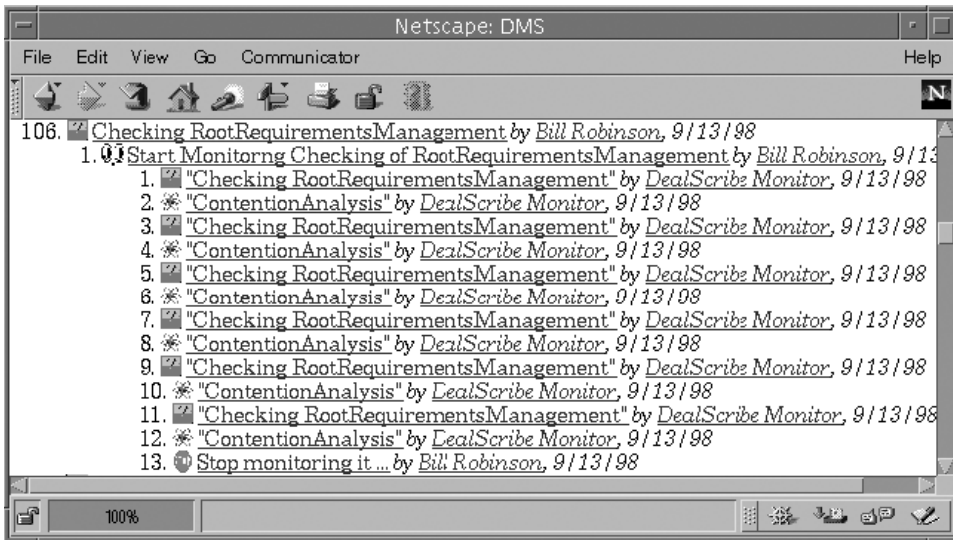 Netscape: DMS
File Edit View Go Communicator Help
N
106. Checking RootRequirementsManagement by Bill Robinson, 9/13/98
1. Start Monitorng Checking of RootRequirementsManagement by Bill Robinson, 9/13
1. "Checking RootRequirementsManagement" by DealScribe Monitor, 9/13/98
2. "ContentionAnalysis" by DealScribe Monitor, 9/13/98
3. "Checking RootRequirementsManagement" by DealScribe Monitor, 9/13/98
4. "ContentionAnalysis" by DealScribe Monitor, 9/13/98
5. "Checking RootRequirementsManagement" by DealScribe Monitor, 9/13/98
6. "ContentionAnalysis" by DealScribe Monitor, 9/13/98
7. "Checking RootRequirementsManagement" by DealScribe Monitor, 9/13/98
8. "ContentionAnalysis" by DealScribe Monitor, 9/13/98
9. "Checking RootRequirementsManagement" by DealScribe Monitor, 9/13/98
10. "ContentionAnalysis" by DealScribe Monitor, 9/13/98
11. "Checking RootRequirementsManagement" by DealScribe Monitor, 9/13/98
12. "ContentionAnalysis" by DealScribe Monitor, 9/13/98
13. Stop monitoring it ... by Bill Robinson, 9/13/98
100%